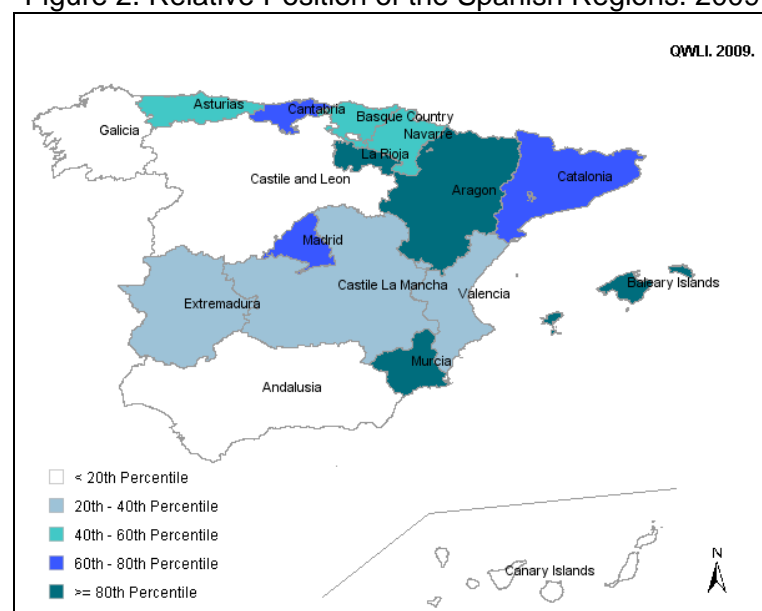 Figure 2. Relative Position of the Spanish Regions. 2009
QWLI. 2009.
Asturias
Cantabria
Basque Country
Galicia
Navarre
La Rioja
Castile and Leon
Aragon
Catalonia
Madrid
Castile La Mancha
Baleary Islands
Valencia
Extremadura
Murcia
Andalusia
< 20th Percentile
20th - 40th Percentile
40th - 60th Percentile
60th - 80th Percentile
>= 80th Percentile
Canary Islands
N